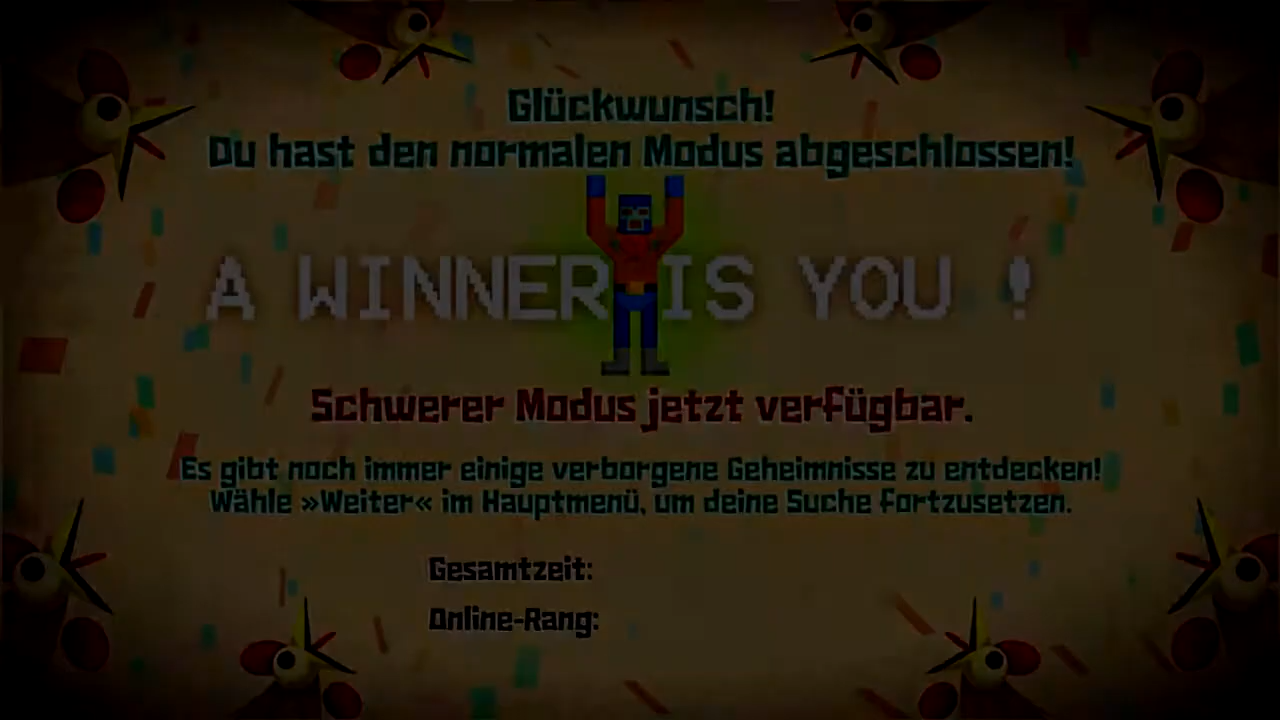 Glückwunsch!
Du hast den normalen Modus abgeschlossen!
A WINNER IS YOU !
Schwerer Modus jetzt verfügbar.
Es gibt noch immer einige verborgene Geheimnisse zu entdecken!
Wähle »Weiter« im Hauptmenü, um deine Suche fortzusetzen.
Gesamtzeit:
Online-Rang: